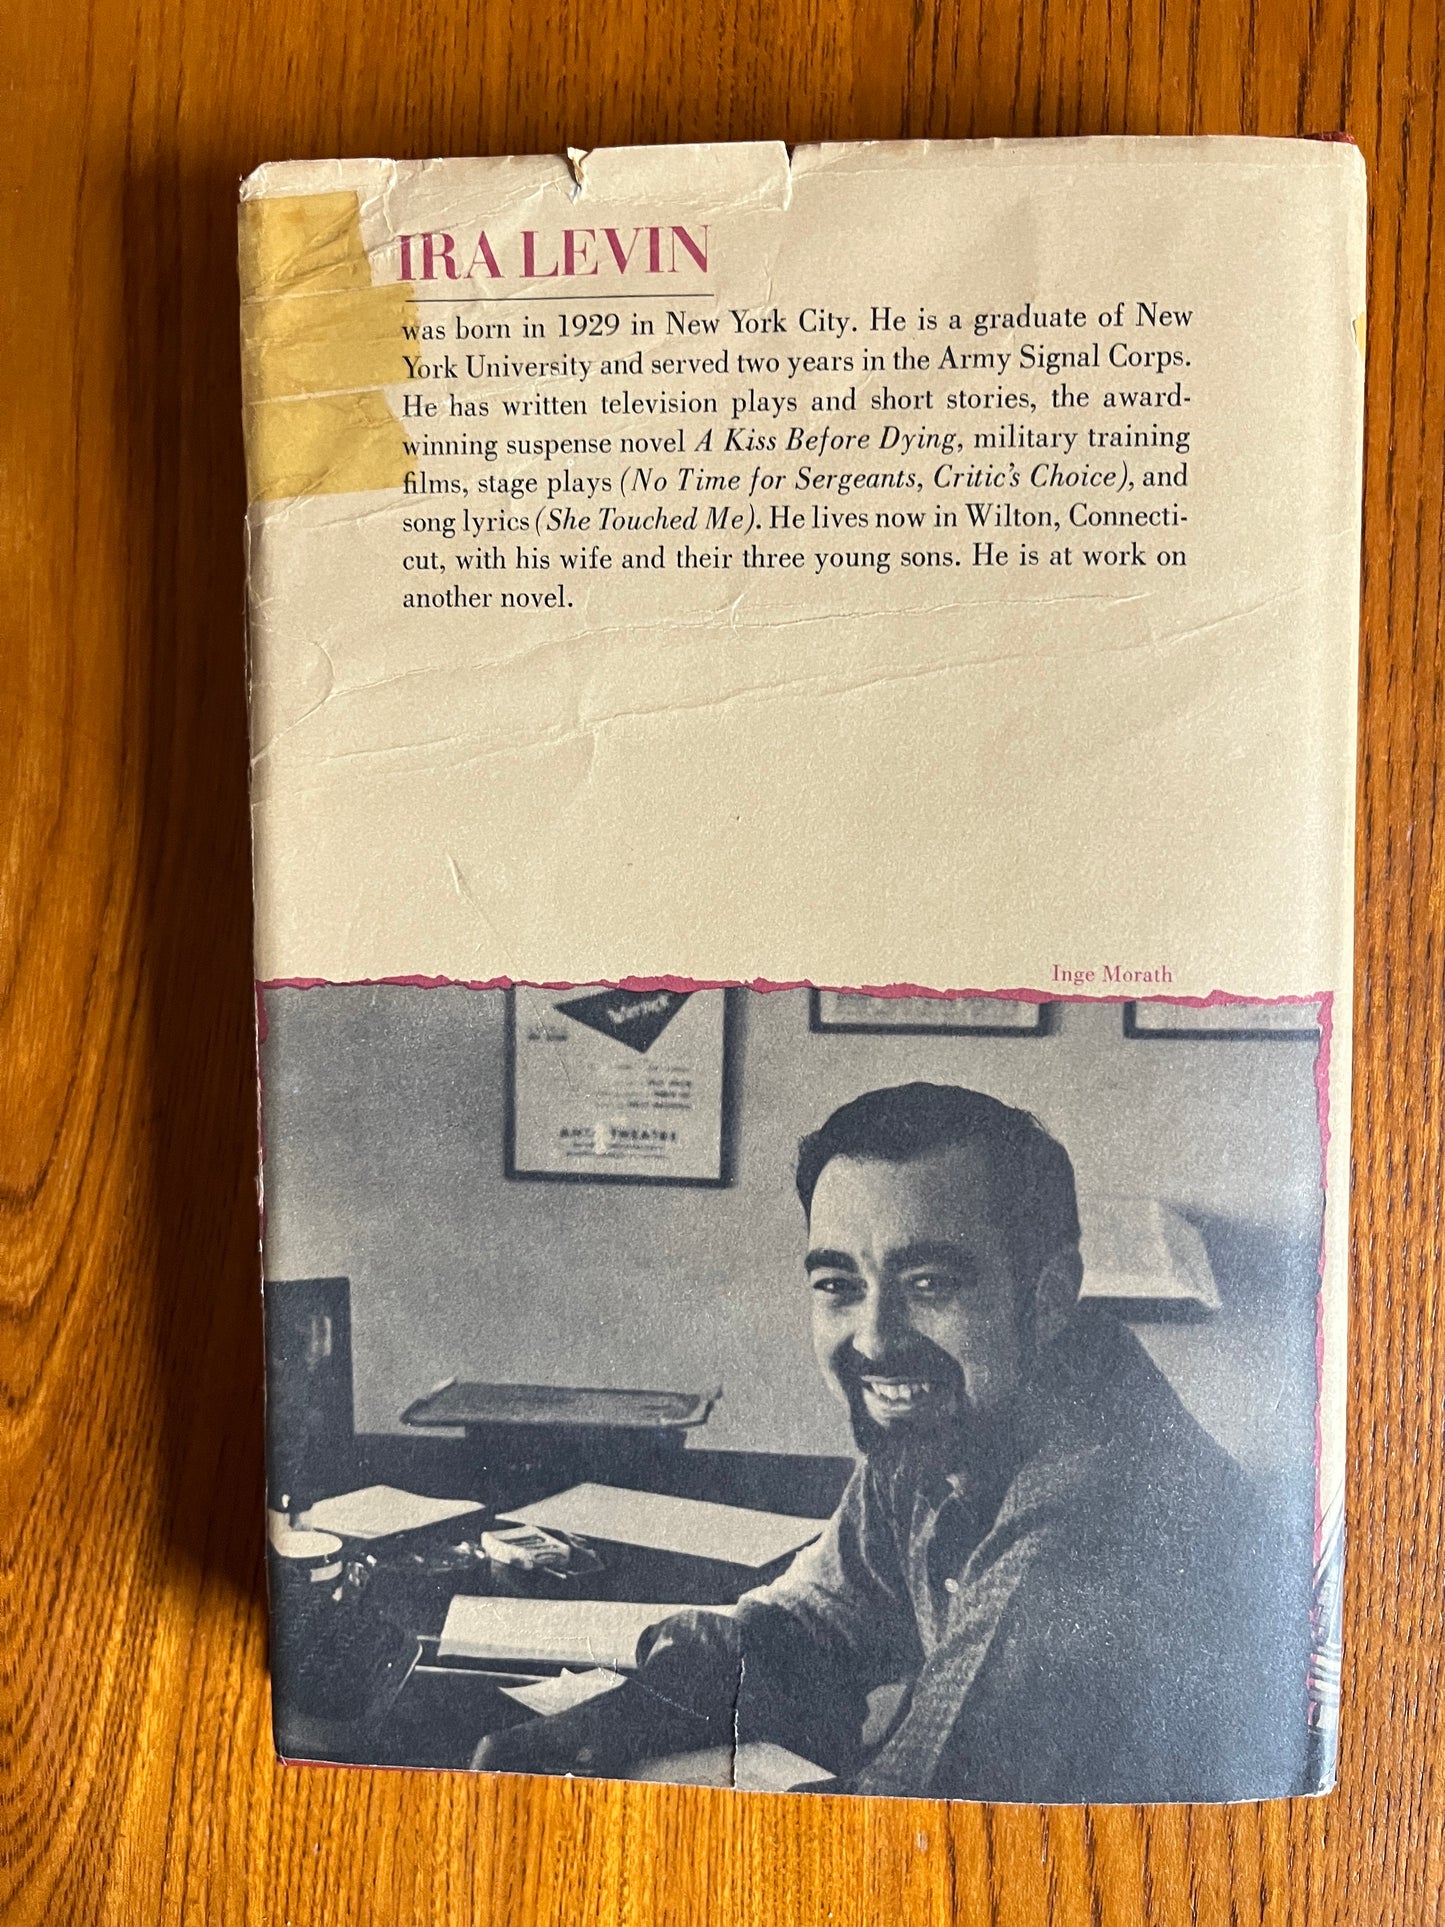 IRA LEVIN
was born in 1929 in New York City. He is a graduate of New
York University and served two years in the Army Signal Corps.
He has written television plays and short stories, the award-
winning suspense novel A Kiss Before Dying, military training
films, stage plays (No Time for Sergeants, Critic's Choice), and
song lyrics (She Touched Me). He lives now in Wilton, Connecti-
cut, with his wife and their three young sons. He is at work on
another novel.
Inge Morath
THEATRE